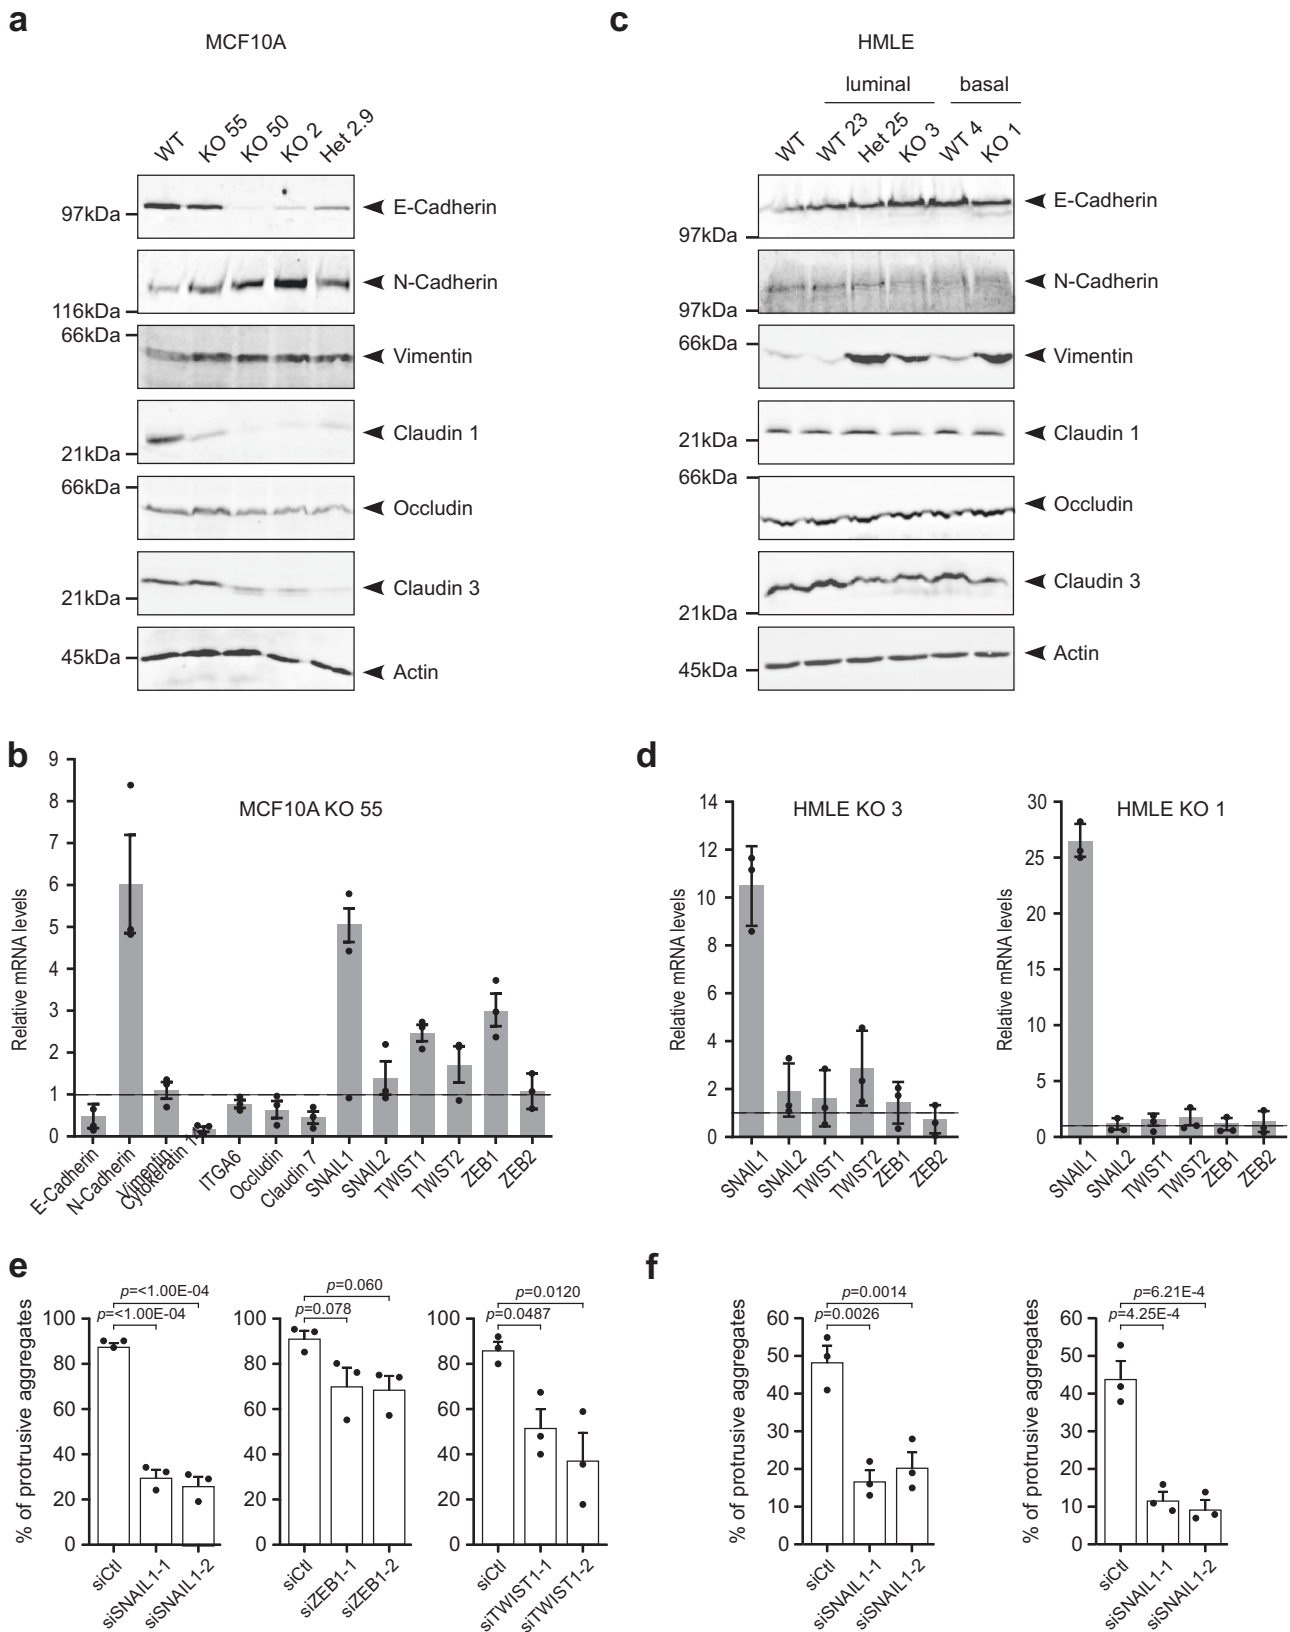 a
MCF10A
WT
KO 55
KO 50
KO 2
Het 2.9
97kDa
E-Cadherin
116kDa
N-Cadherin
66kDa
Vimentin
21kDa
Claudin 1
66kDa
Occludin
21kDa
Claudin 3
45kDa
Actin
c
HMLE
luminal
basal
WT
WT 23
Het 25
KO 3
WT 4
KO 1
97kDa
E-Cadherin
97kDa
N-Cadherin
66kDa
Vimentin
21kDa
Claudin 1
66kDa
Occludin
21kDa
Claudin 3
45kDa
Actin
b
MCF10A KO 55
Relative mRNA levels
9
8
7
6
5
4
3
2
1
0
E-Cadherin
N-Cadherin
Vimentin
Cytokeratin
ITGA6
Occludin
Claudin 7
SNAIL1
SNAIL2
TWIST1
TWIST2
ZEB1
ZEB2
d
HMLE KO 3
Relative mRNA levels
14
12
10
8
6
4
2
0
SNAIL1
SNAIL2
TWIST1
TWIST2
ZEB1
ZEB2
HMLE KO 1
Relative mRNA levels
30
25
20
15
10
5
0
SNAIL1
SNAIL2
TWIST1
TWIST2
ZEB1
ZEB2
e
% of protrusive aggregates
p=<1.00E-04
p=<1.00E-04
100
80
60
40
20
0
siCtl
siSNAIL1-1
siSNAIL1-2
p=0.060
p=0.078
100
80
60
40
20
0
siCtl
siZEB1-1
siZEB1-2
p=0.0120
p=0.0487
100
80
60
40
20
0
siCtl
siTWIST1-1
siTWIST1-2
f
% of protrusive aggregates
p=0.0014
p=0.0026
60
50
40
30
20
10
0
siCtl
siSNAIL1-1
siSNAIL1-2
% of protrusive aggregates
p=6.21E-4
p=4.25E-4
60
50
40
30
20
10
0
siCtl
siSNAIL1-1
siSNAIL1-2